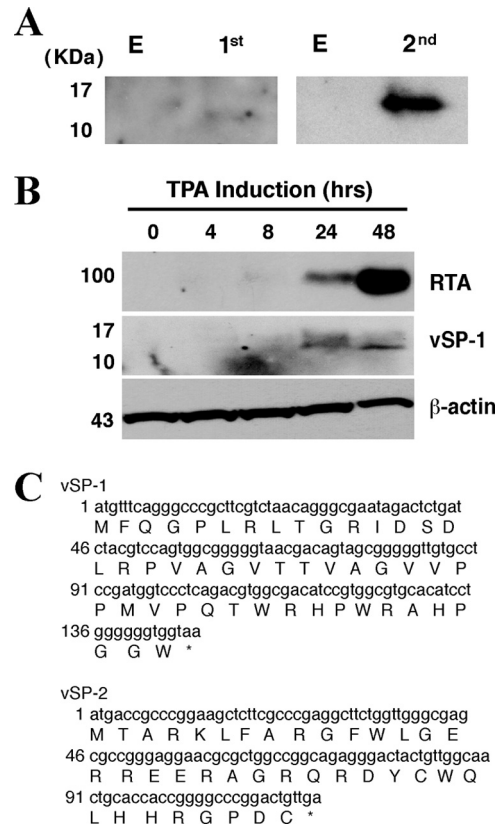 A
(KDa) E 1st E 2nd
17
10
B
TPA Induction (hrs)
0 4 8 24 48
100 RTA
17 vSP-1
10
43 β-actin
C
vSP-1
1 atgtttcagggcccgcttcgtctaacagggcgaatagactctgat
M F Q G P L R L T G R I D S D
46 ctacgtccagtggcgggggtaacgacagtagcgggggttgtgcct
L R P V A G V T T V A G V V P
91 ccgatggtccctcagacgtggcgacatccgtggcgtgcacatcct
P M V P Q T W R H P W R A H P
136 ggggggtggtaa
G G W *
vSP-2
1 atgaccgcccggaagctcttcgcccgaggcttctggttgggcgag
M T A R K L F A R G F W L G E
46 cgccgggaggaacgcgctggccggcagagggactactgttggcaa
R R E E R A G R Q R D Y C W Q
91 ctgcaccaccggggcccggactgttga
L H H R G P D C *